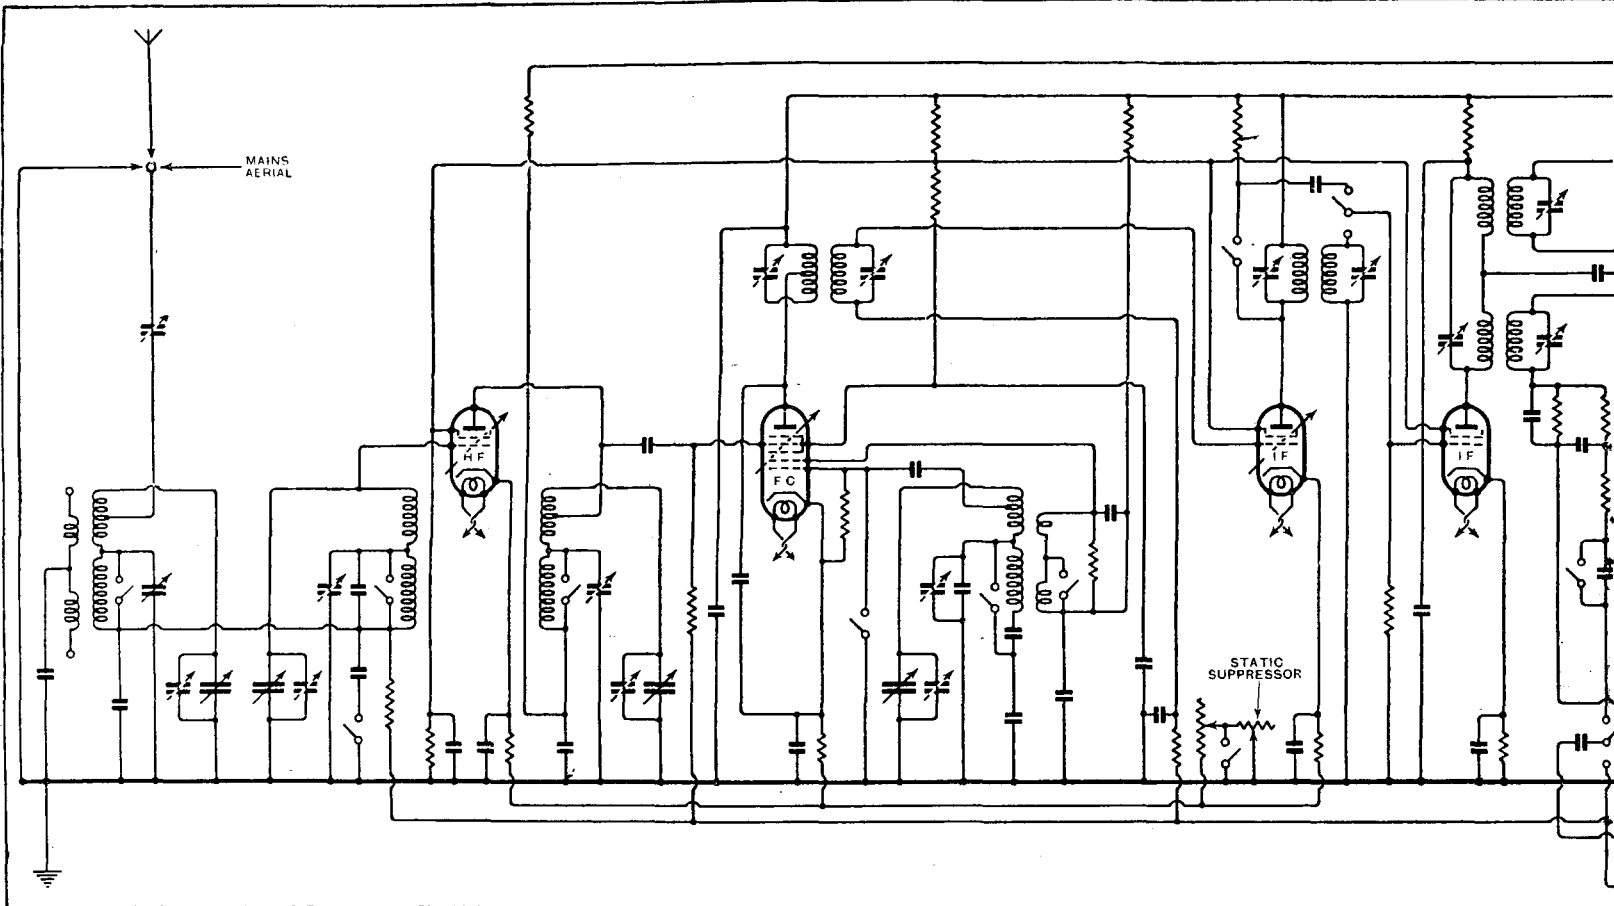 MAINS
AERIAL
HF
FC
IF
IF
STATIC
SUPPRESSOR